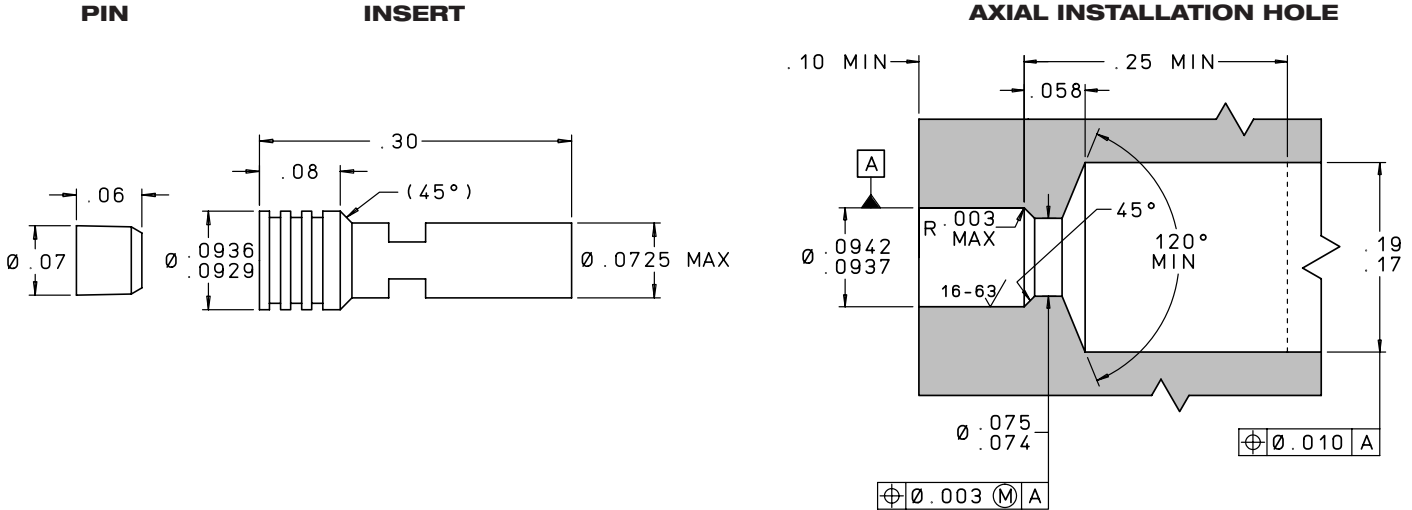 PIN
INSERT
AXIAL INSTALLATION HOLE
.06
Ø .07
.30
.08
(45°)
Ø .0936
.0929
Ø .0725 MAX
.10 MIN
.25 MIN
.058
A
R .003
MAX
45°
Ø .0942
.0937
120°
MIN
.19
.17
16-63
Ø .075
.074
⌖ Ø.010 A
⌖ Ø.003 Ⓜ A